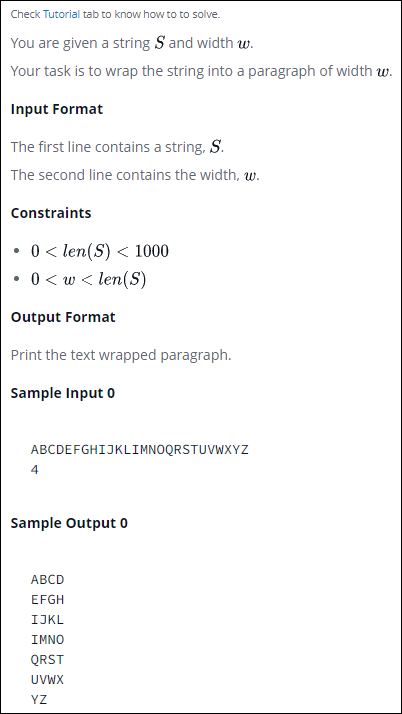 Check Tutorial tab to know how to to solve.
You are given a string S and width w.
Your task is to wrap the string into a paragraph of width w.
Input Format
The first line contains a string, S.
The second line contains the width, w.
Constraints
• 0 < len(S) < 1000
• 0 < w < len(S)
Output Format
Print the text wrapped paragraph.
Sample Input 0
ABCDEFGHIJKLIMNOQRSTUVWXYZ
4
Sample Output 0
ABCD
EFGH
IJKL
IMNO
QRST
UVWX
YZ